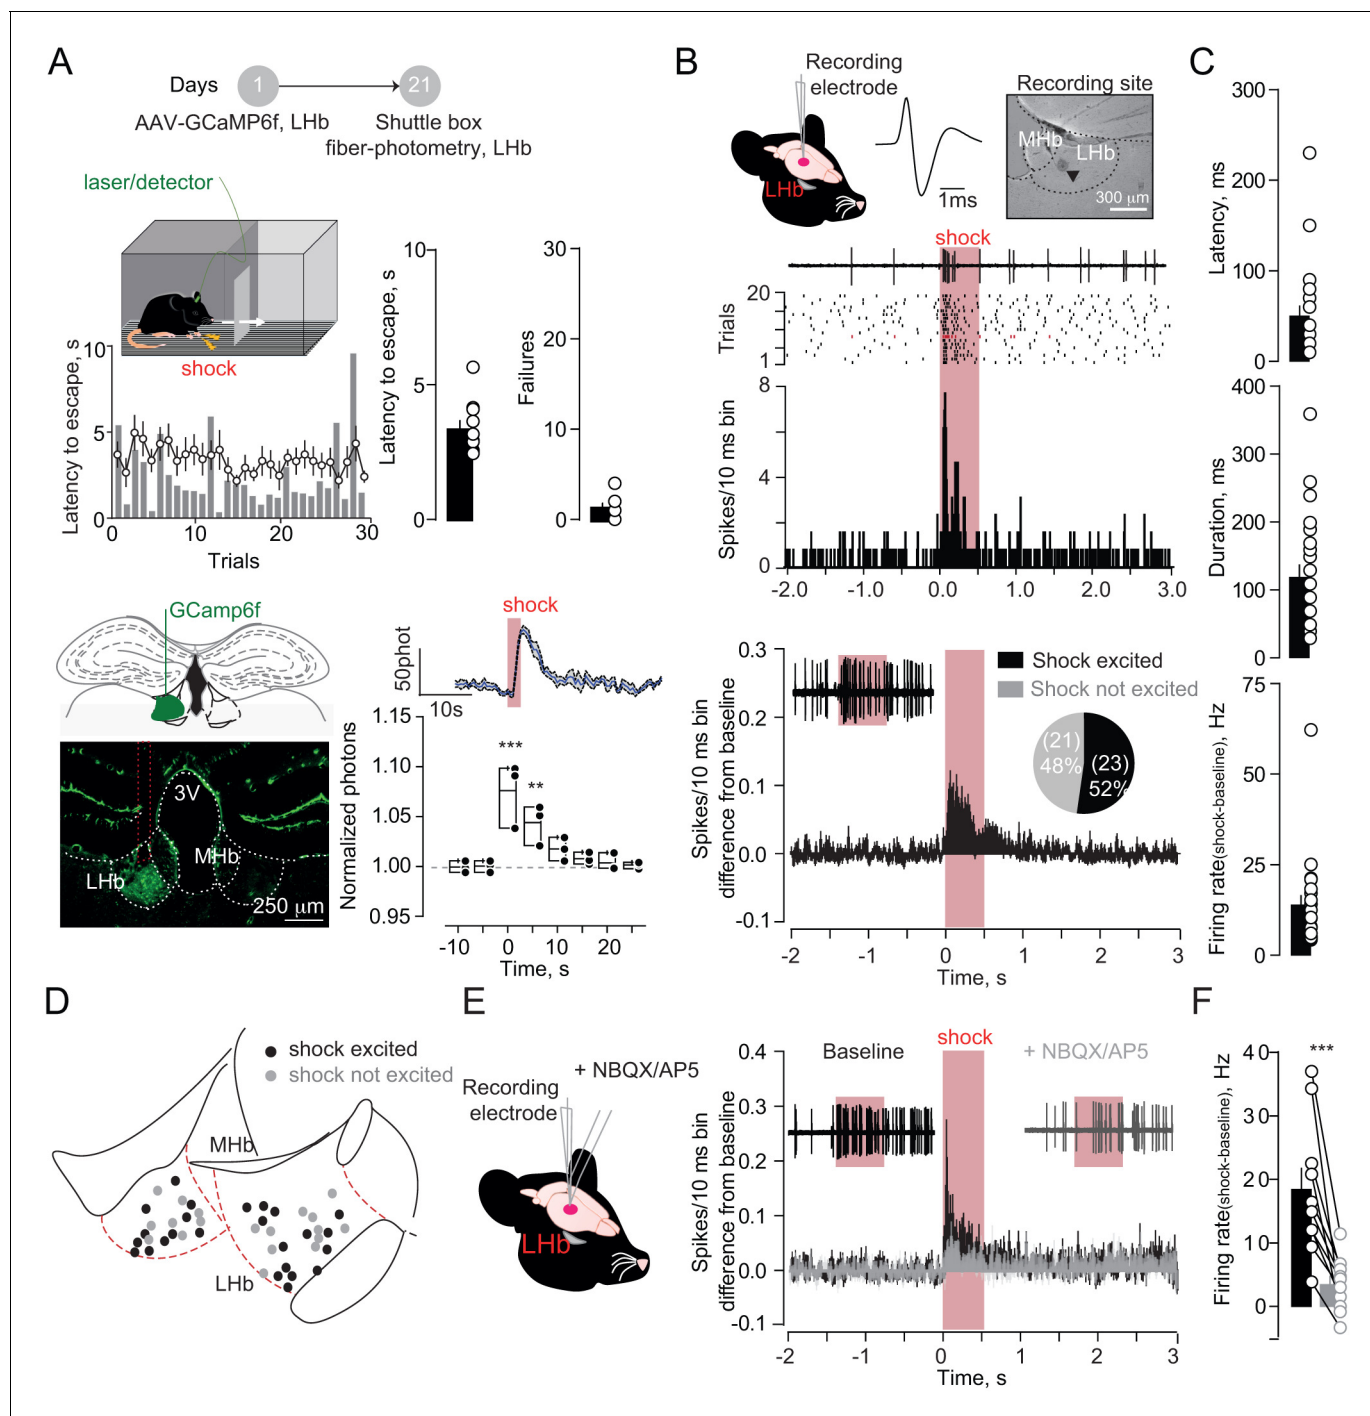 A
Days
1
21
AAV-GCaMP6f, LHb
Shuttle box
fiber-photometry, LHb
laser/detector
shock
Latency to escape, s
10
5
0
0
10
20
30
Trials
Latency to escape, s
10
5
0
Failures
30
20
10
0
GCamp6f
3V
MHb
LHb
250 μm
shock
50phot
10s
Normalized photons
1.15
1.10
1.05
1.00
0.95
***
**
-10
0
10
20
Time, s
B
Recording
electrode
LHb
1ms
Recording site
MHb
LHb
300 μm
shock
Trials
20
1
Spikes/10 ms bin
8
4
0
-2.0
-1.0
0.0
1.0
2.0
3.0
Spikes/10 ms bin
difference from baseline
0.3
0.2
0.1
0.0
-0.1
Shock excited
Shock not excited
(21)
48%
(23)
52%
-2
-1
0
1
2
3
Time, s
C
Latency, ms
300
200
100
0
Duration, ms
400
300
200
100
0
Firing rate(shock-baseline), Hz
75
50
25
0
D
shock excited
shock not excited
MHb
LHb
E
+ NBQX/AP5
Recording
electrode
LHb
Spikes/10 ms bin
difference from baseline
0.4
0.3
0.2
0.1
0.0
-0.1
Baseline
shock
+ NBQX/AP5
-2
-1
0
1
2
3
Time, s
F
Firing rate(shock-baseline), Hz
40
30
20
10
0
***